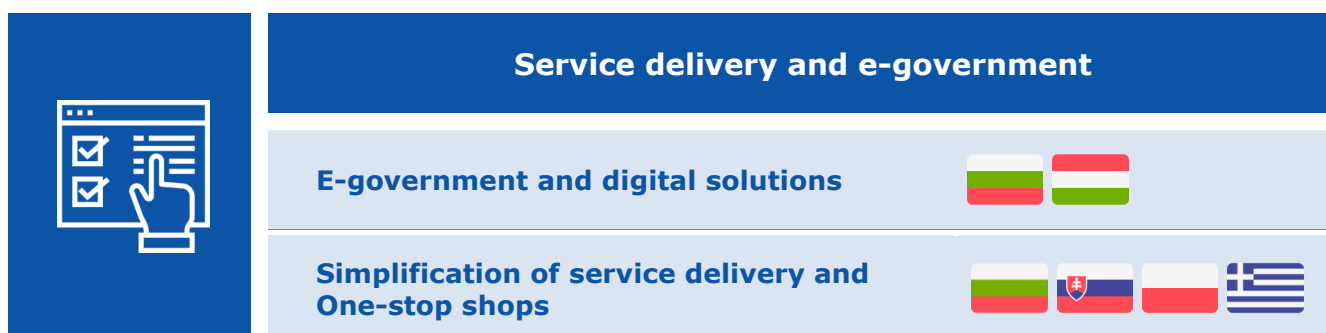 Service delivery and e-government
E-government and digital solutions
Simplification of service delivery and
One-stop shops